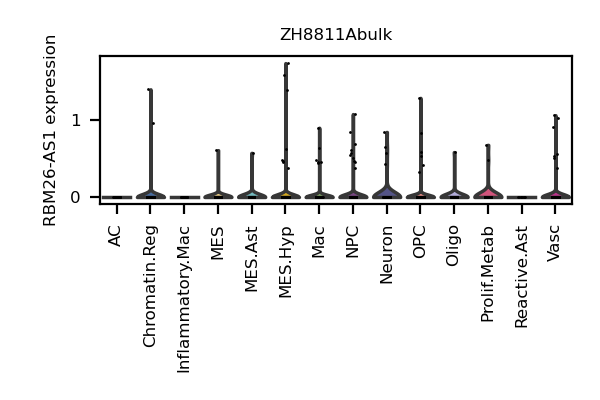 ZH8811Abulk
RBM26-AS1 expression
1
0
AC
Chromatin.Reg
Inflammatory.Mac
MES
MES.Ast
MES.Hyp
Mac
NPC
Neuron
OPC
Oligo
Prolif.Metab
Reactive.Ast
Vasc